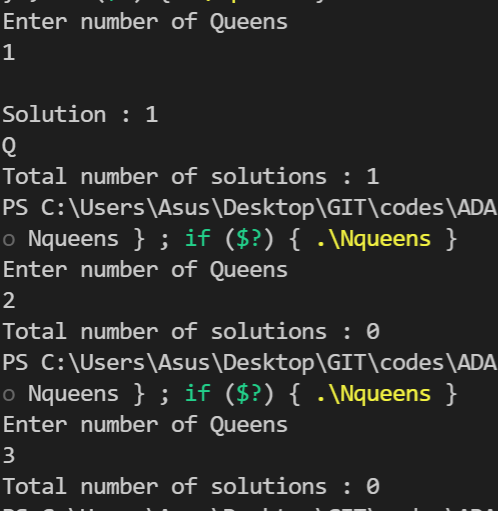 Enter number of Queens
1
Solution : 1
Q
Total number of solutions : 1
PS C:\Users\Asus\Desktop\GIT\codes\ADA
o Nqueens } ; if ($?) { .\Nqueens }
Enter number of Queens
2
Total number of solutions : 0
PS C:\Users\Asus\Desktop\GIT\codes\ADA
o Nqueens } ; if ($?) { .\Nqueens }
Enter number of Queens
3
Total number of solutions : 0